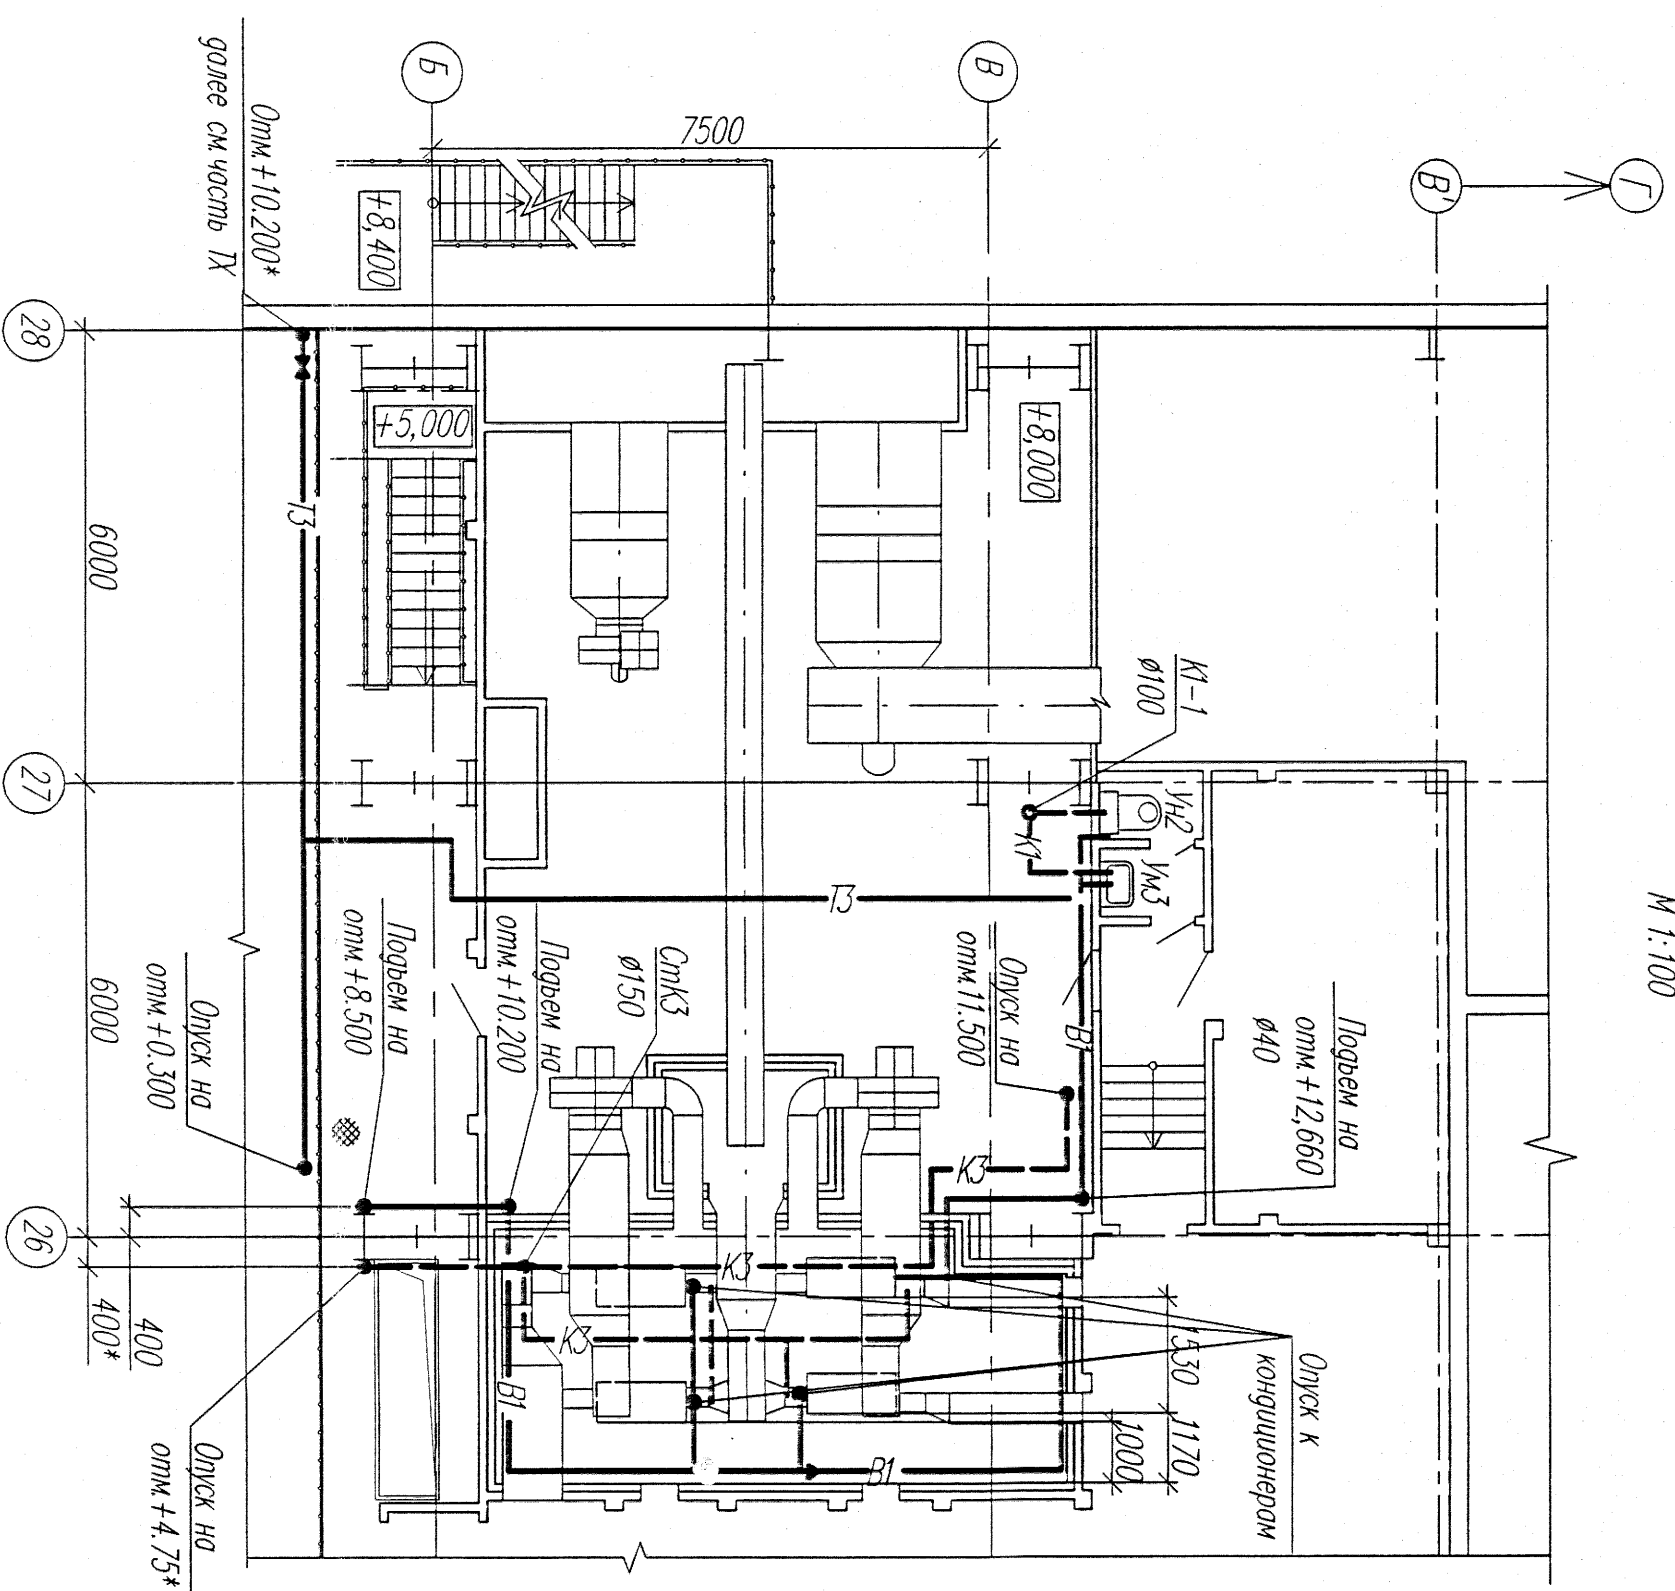 М 1:100
Г
В'
В
Б
7500
Отм +10.200*
далее см. часть ТХ
+8,400
28
+5,000
+8,000
Т3
6000
К1-1
ø100
27
Ун2
К1
Ум3
Т3
Подъем на
отм. +12,660
ø40
Опуск на
отм. 11.500
СтК3
ø150
Подъем на
отм. +10.200
Подъем на
отм. +8.500
Опуск на
отм. +0.300
6000
В1
К3
26
400
400*
К3
К3
В1
В1
1530
1170
1000
Опуск к
кондиционерам
Опуск на
отм. +4.75*